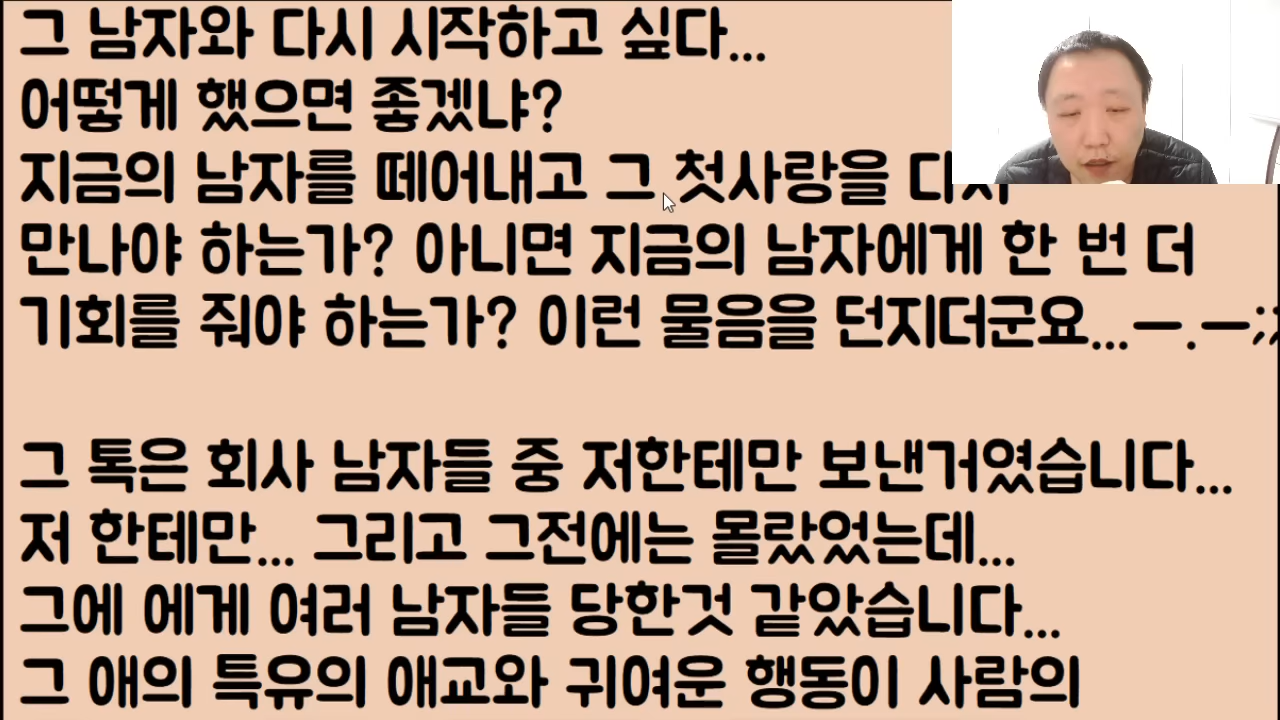 그 남자와 다시 시작하고 싶다...
어떻게 했으면 좋겠냐?
지금의 남자를 떼어내고 그 첫사랑을 다시
만나야 하는가? 아니면 지금의 남자에게 한 번 더
기회를 줘야 하는가? 이런 물음을 던지더군요...ㅡ.ㅡ;;
그 톡은 회사 남자들 중 저한테만 보낸거였습니다...
저 한테만... 그리고 그전에는 몰랐었는데...
그에 에게 여러 남자들 당한것 같았습니다...
그 애의 특유의 애교와 귀여운 행동이 사람의